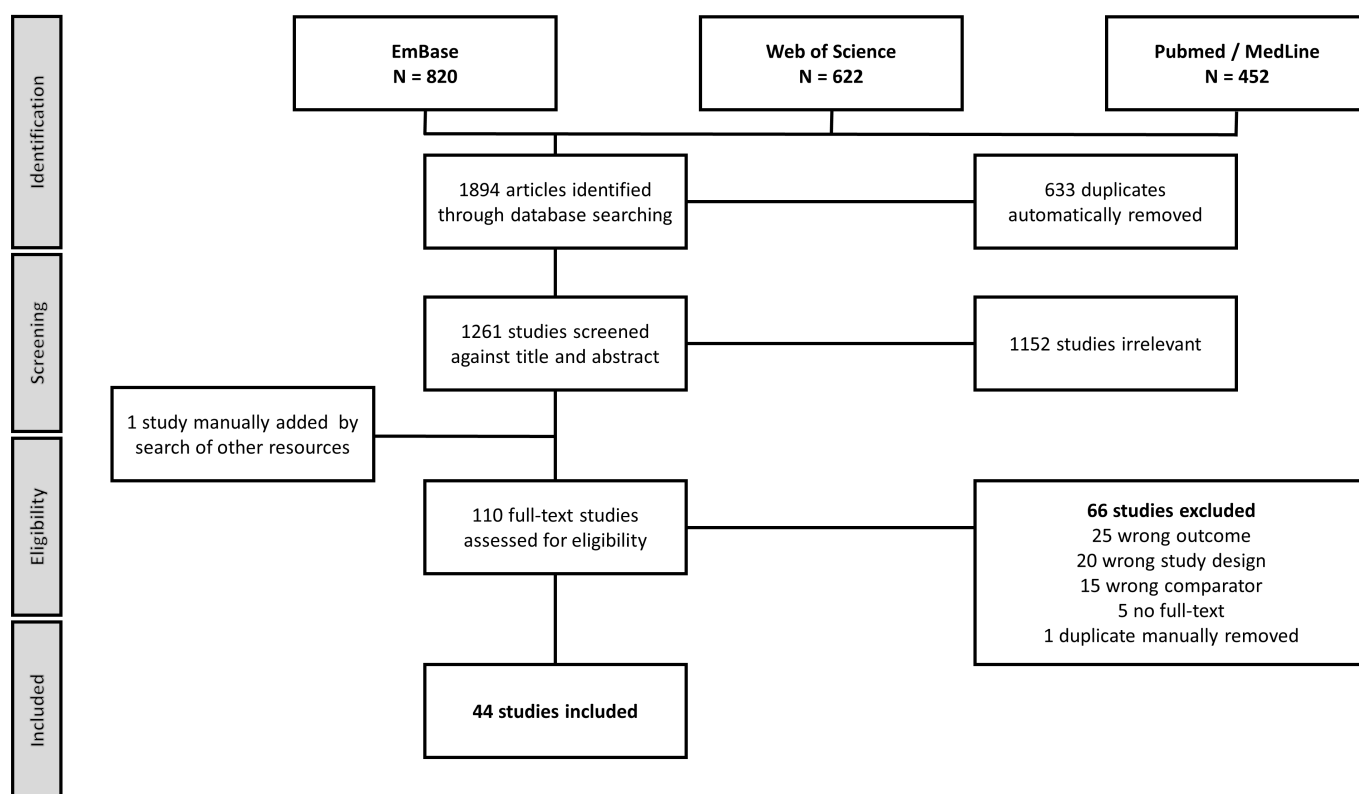 Identification
EmBase
N = 820
Web of Science
N = 622
Pubmed / MedLine
N = 452
1894 articles identified
through database searching
633 duplicates
automatically removed
Screening
1261 studies screened
against title and abstract
1152 studies irrelevant
1 study manually added by
search of other resources
Eligibility
110 full-text studies
assessed for eligibility
66 studies excluded
25 wrong outcome
20 wrong study design
15 wrong comparator
5 no full-text
1 duplicate manually removed
Included
44 studies included